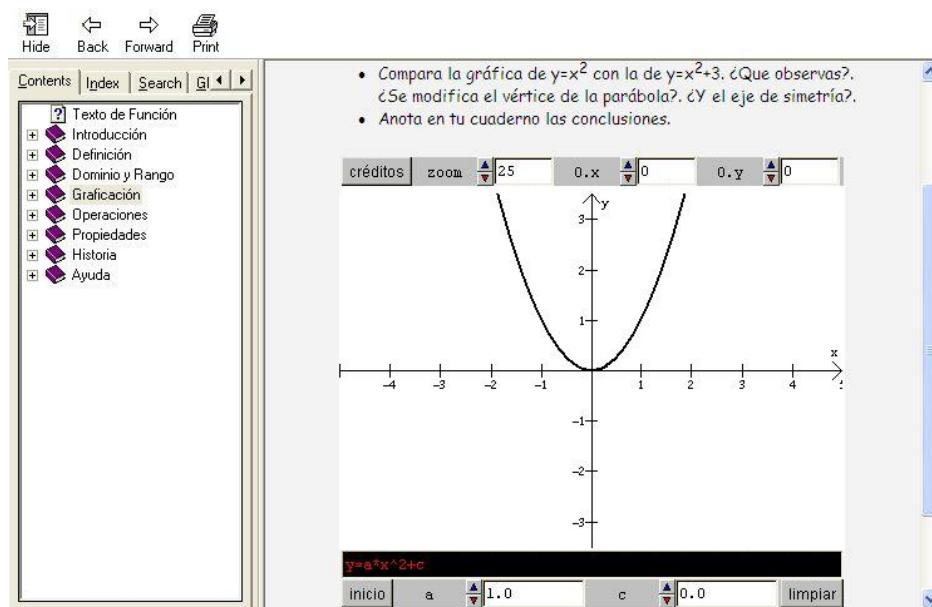 Hide Back Forward Print
Contents Index Search Gl
Texto de Función
Introducción
Definición
Dominio y Rango
Graficación
Operaciones
Propiedades
Historia
Ayuda
• Compara la gráfica de y=x² con la de y=x²+3. ¿Que observas?.
¿Se modifica el vértice de la parábola?. ¿Y el eje de simetría?.
• Anota en tu cuaderno las conclusiones.
créditos zoom 25 O.x 0 O.y 0
y
3
2
1
x
-4 -3 -2 -1 1 2 3 4
-1
-2
-3
y=a*x^2+c
inicio a 1.0 c 0.0 limpiar